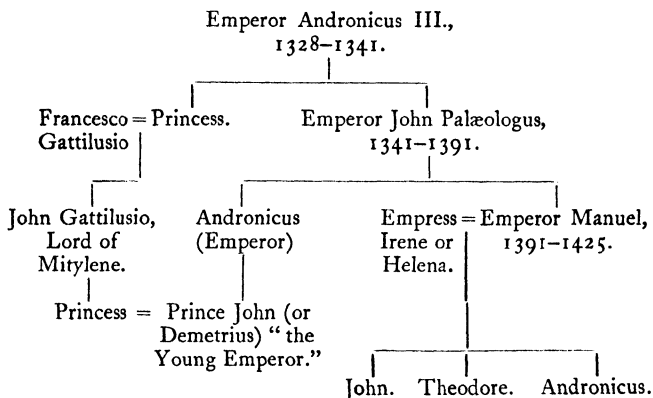 Emperor Andronicus III.,
1328–1341.
Francesco = Princess.
Gattilusio
Emperor John Palæologus,
1341–1391.
John Gattilusio,
Lord of
Mitylene.
Andronicus
(Emperor)
Empress = Emperor Manuel,
Irene or
Helena.
1391–1425.
Princess = Prince John (or
Demetrius) “ the
Young Emperor.”
John. Theodore. Andronicus.